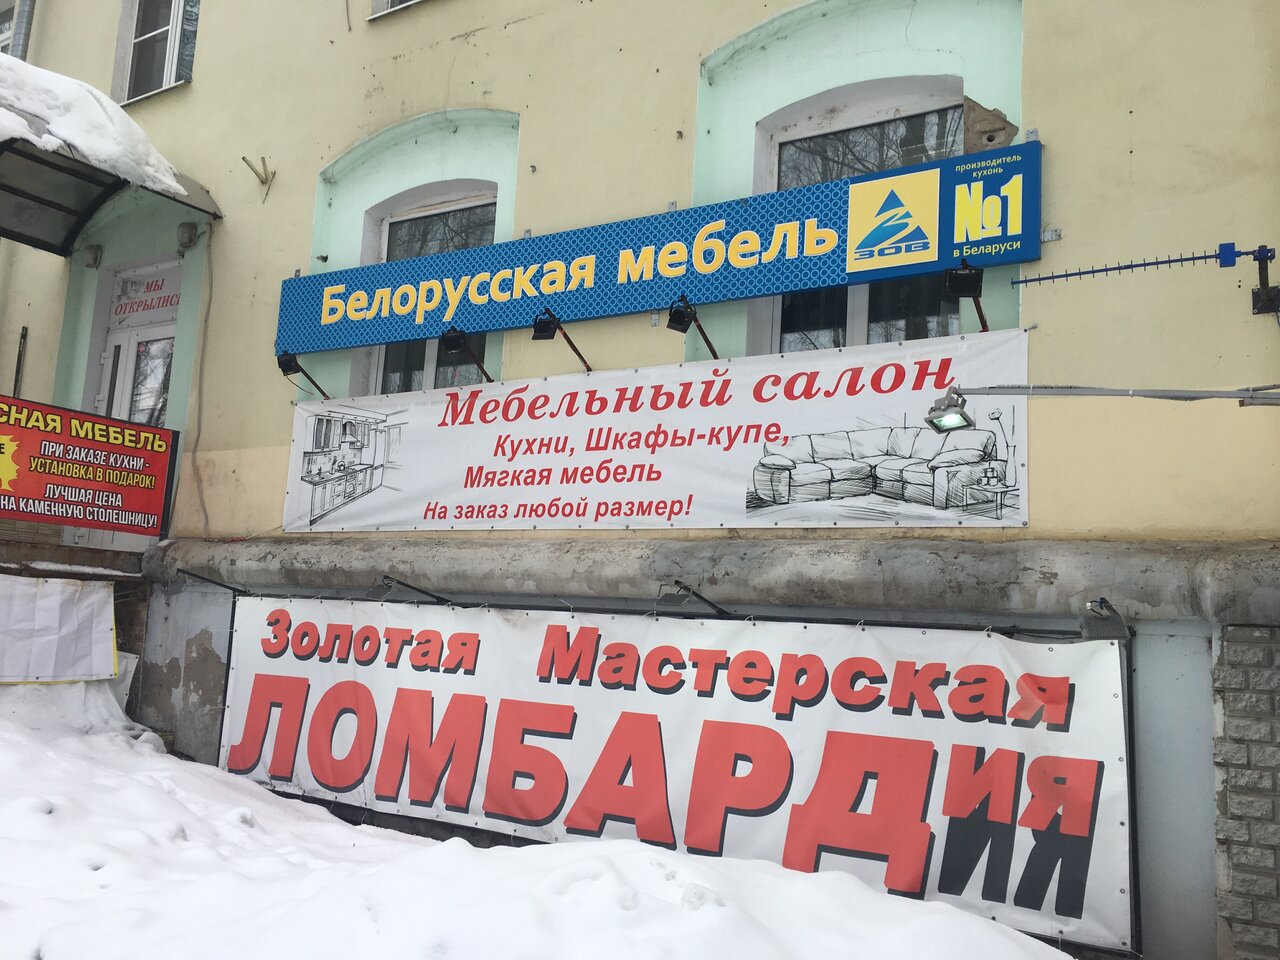 МЫ
ОТКРЫЛИСЬ
Белорусская мебель
ЗОВ
производитель
кухонь
№1
в Беларуси
Мебельный салон
Кухни, Шкафы-купе,
Мягкая мебель
На заказ любой размер!
СНАЯ МЕБЕЛЬ
ПРИ ЗАКАЗЕ КУХНИ -
УСТАНОВКА В ПОДАРОК!
ЛУЧШАЯ ЦЕНА
НА КАМЕННУЮ СТОЛЕШНИЦУ!
Золотая Мастерская
ЛОМБАРДИЯ